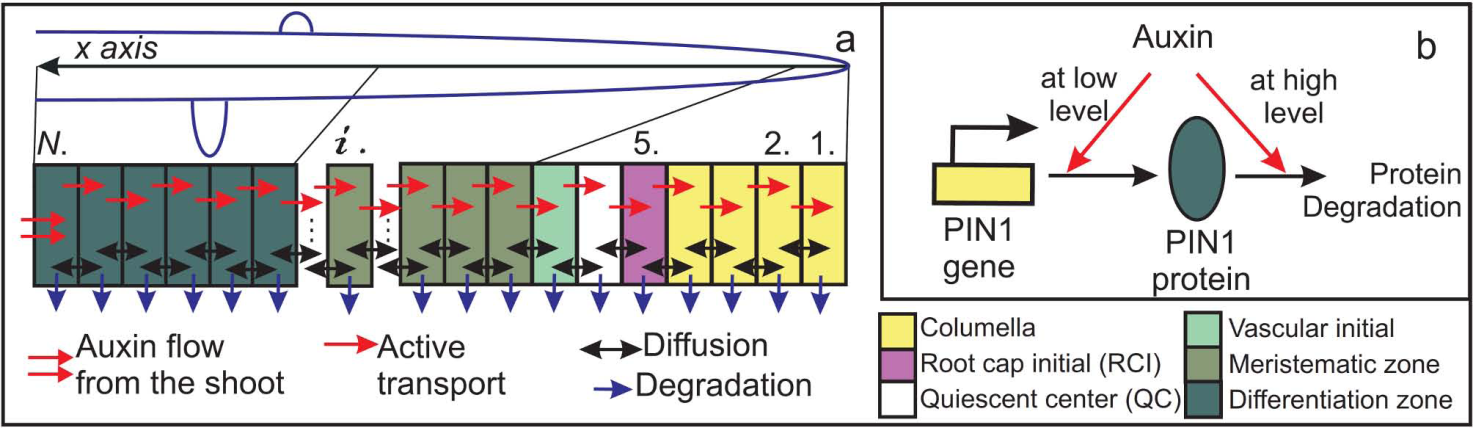 a
x axis
N.
i.
5.
2.
1.
Auxin flow
from the shoot
Active
transport
Diffusion
Degradation
b
Auxin
at low
level
at high
level
PIN1
gene
PIN1
protein
Protein
Degradation
Columella
Root cap initial (RCI)
Quiescent center (QC)
Vascular initial
Meristematic zone
Differentiation zone